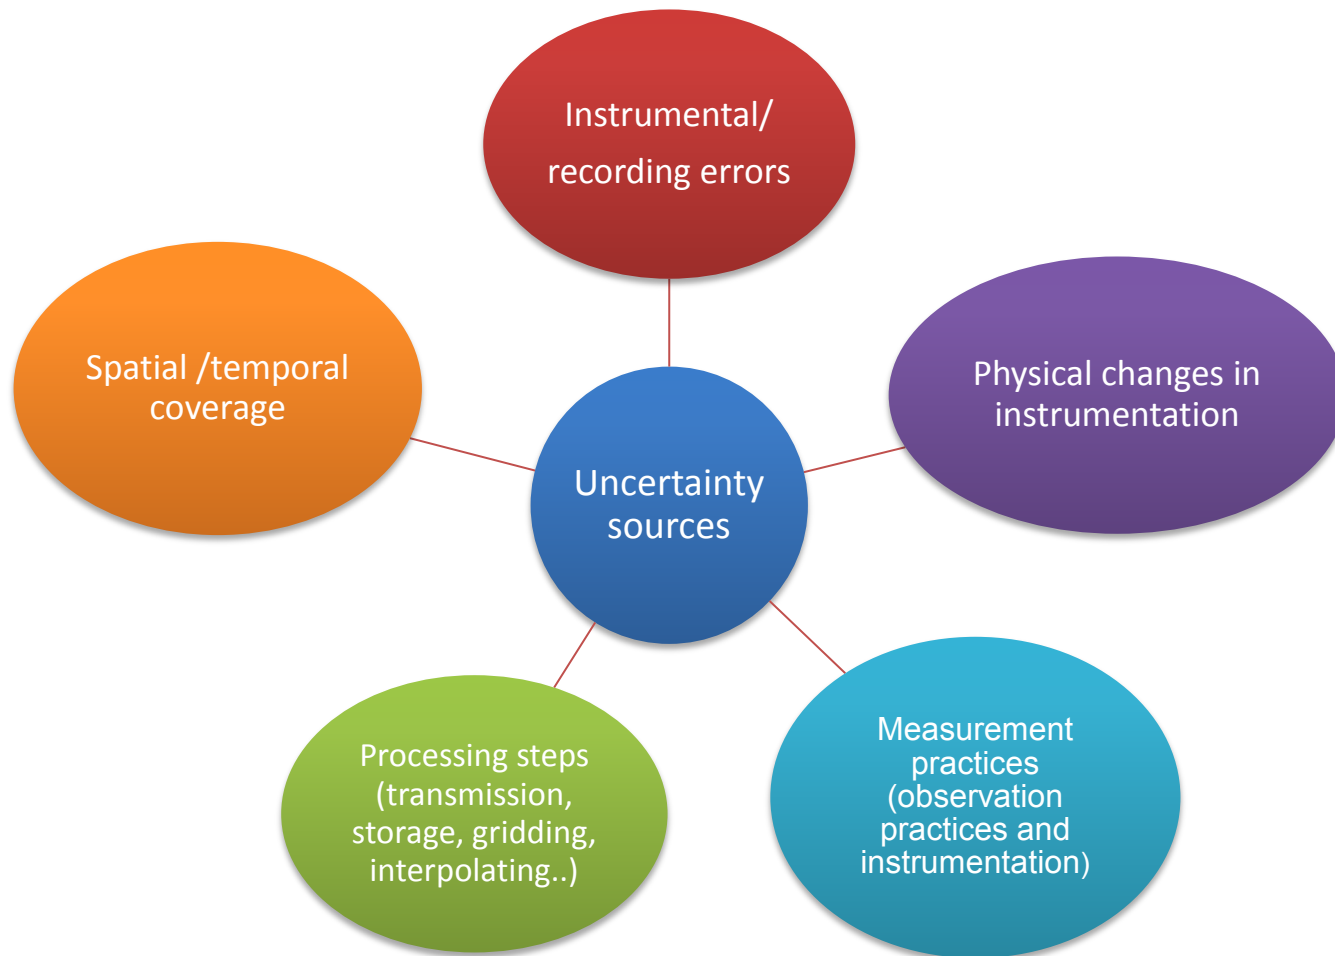 Instrumental/
recording errors
Spatial /temporal
coverage
Physical changes in
instrumentation
Uncertainty
sources
Processing steps
(transmission,
storage, gridding,
interpolating..)
Measurement
practices
(observation
practices and
instrumentation)